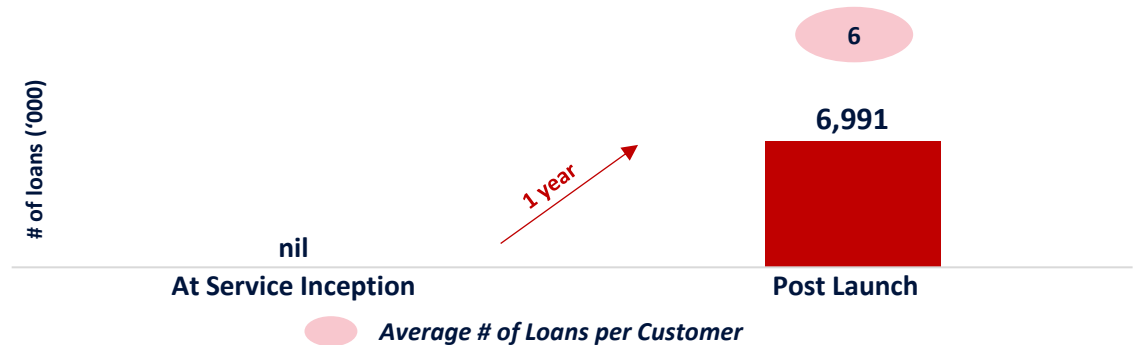 6
6,991
# of loans (‘000)
1 year
nil
At Service Inception
Post Launch
Average # of Loans per Customer